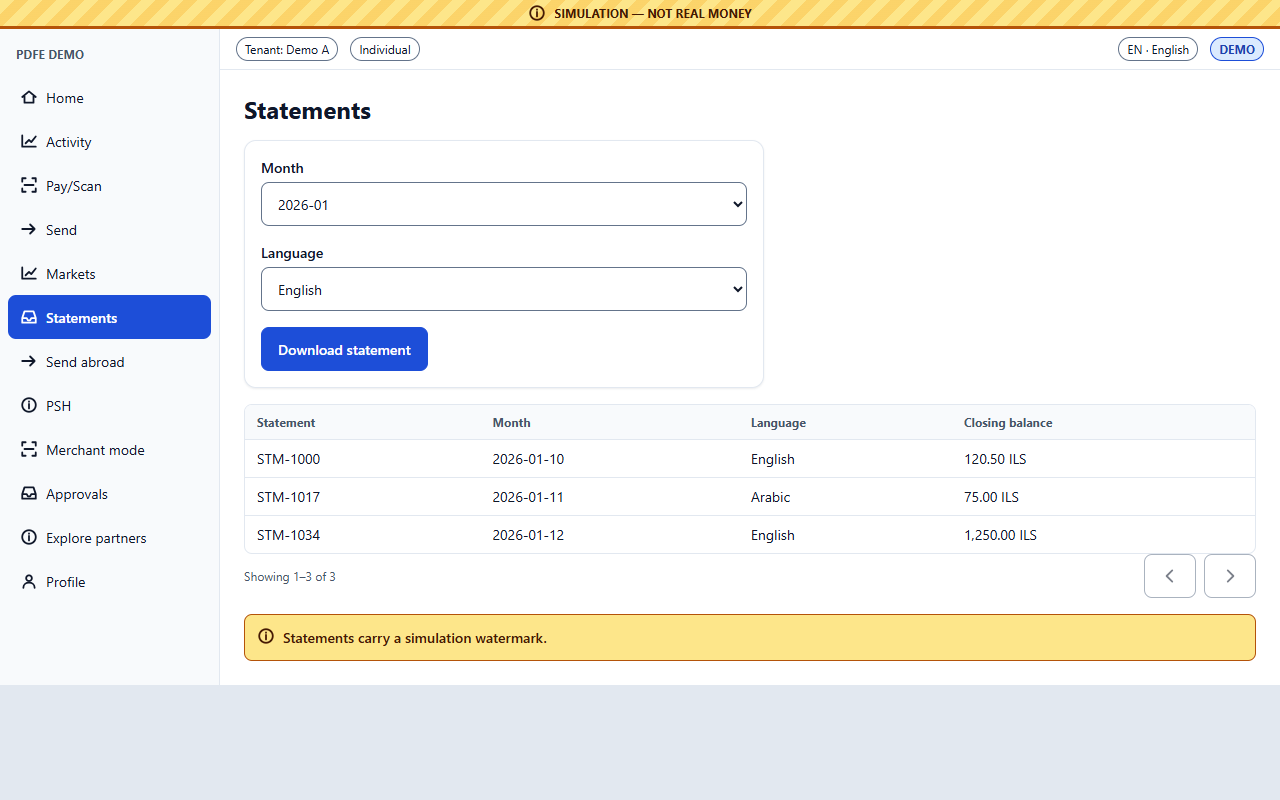 SIMULATION — NOT REAL MONEY
PDFE DEMO
Tenant: Demo A
Individual
EN · English
DEMO
Home
Activity
Pay/Scan
Send
Markets
Statements
Send abroad
PSH
Merchant mode
Approvals
Explore partners
Profile
Statements
Month
2026-01
Language
English
Download statement
Statement Month Language Closing balance
STM-1000 2026-01-10 English 120.50 ILS
STM-1017 2026-01-11 Arabic 75.00 ILS
STM-1034 2026-01-12 English 1,250.00 ILS
Showing 1–3 of 3
Statements carry a simulation watermark.